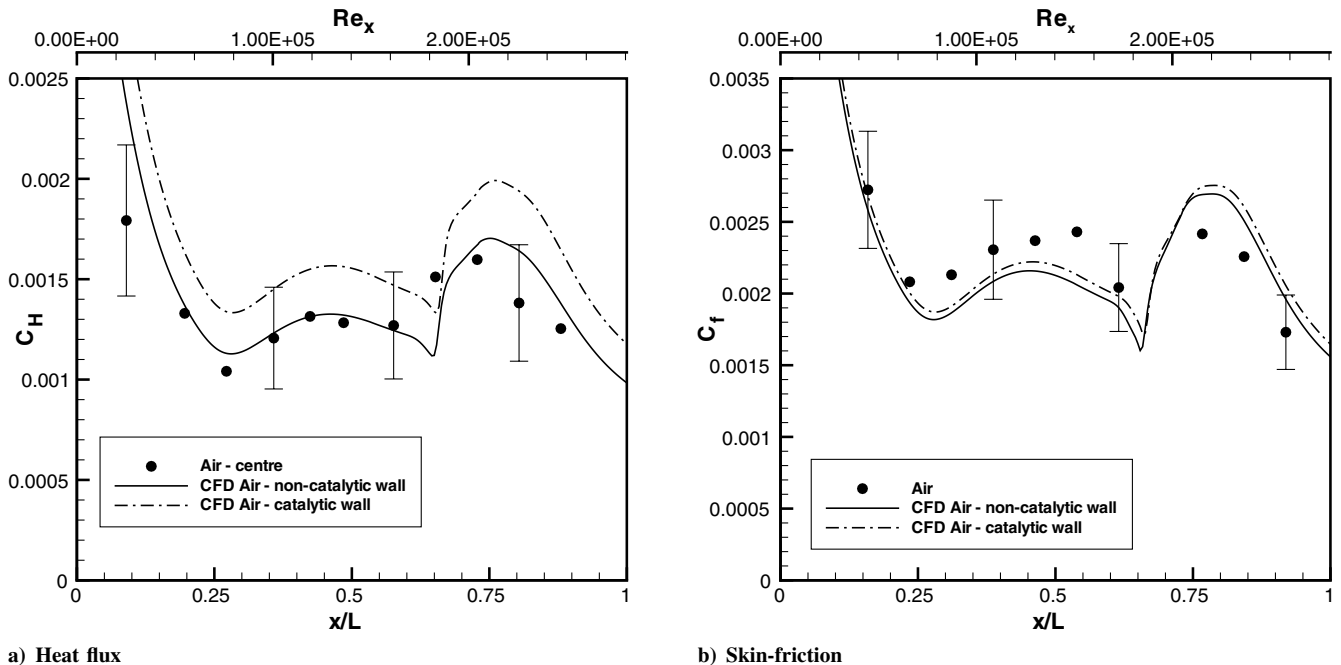 Re_x
0.00E+00 1.00E+05 2.00E+05
0.0025
0.002
0.0015
0.001
0.0005
0
C_H
Air - centre
CFD Air - non-catalytic wall
CFD Air - catalytic wall
0 0.25 0.5 0.75 1
x/L
a) Heat flux
Re_x
0.00E+00 1.00E+05 2.00E+05
0.0035
0.003
0.0025
0.002
0.0015
0.001
0.0005
0
C_f
Air
CFD Air - non-catalytic wall
CFD Air - catalytic wall
0 0.25 0.5 0.75 1
x/L
b) Skin-friction